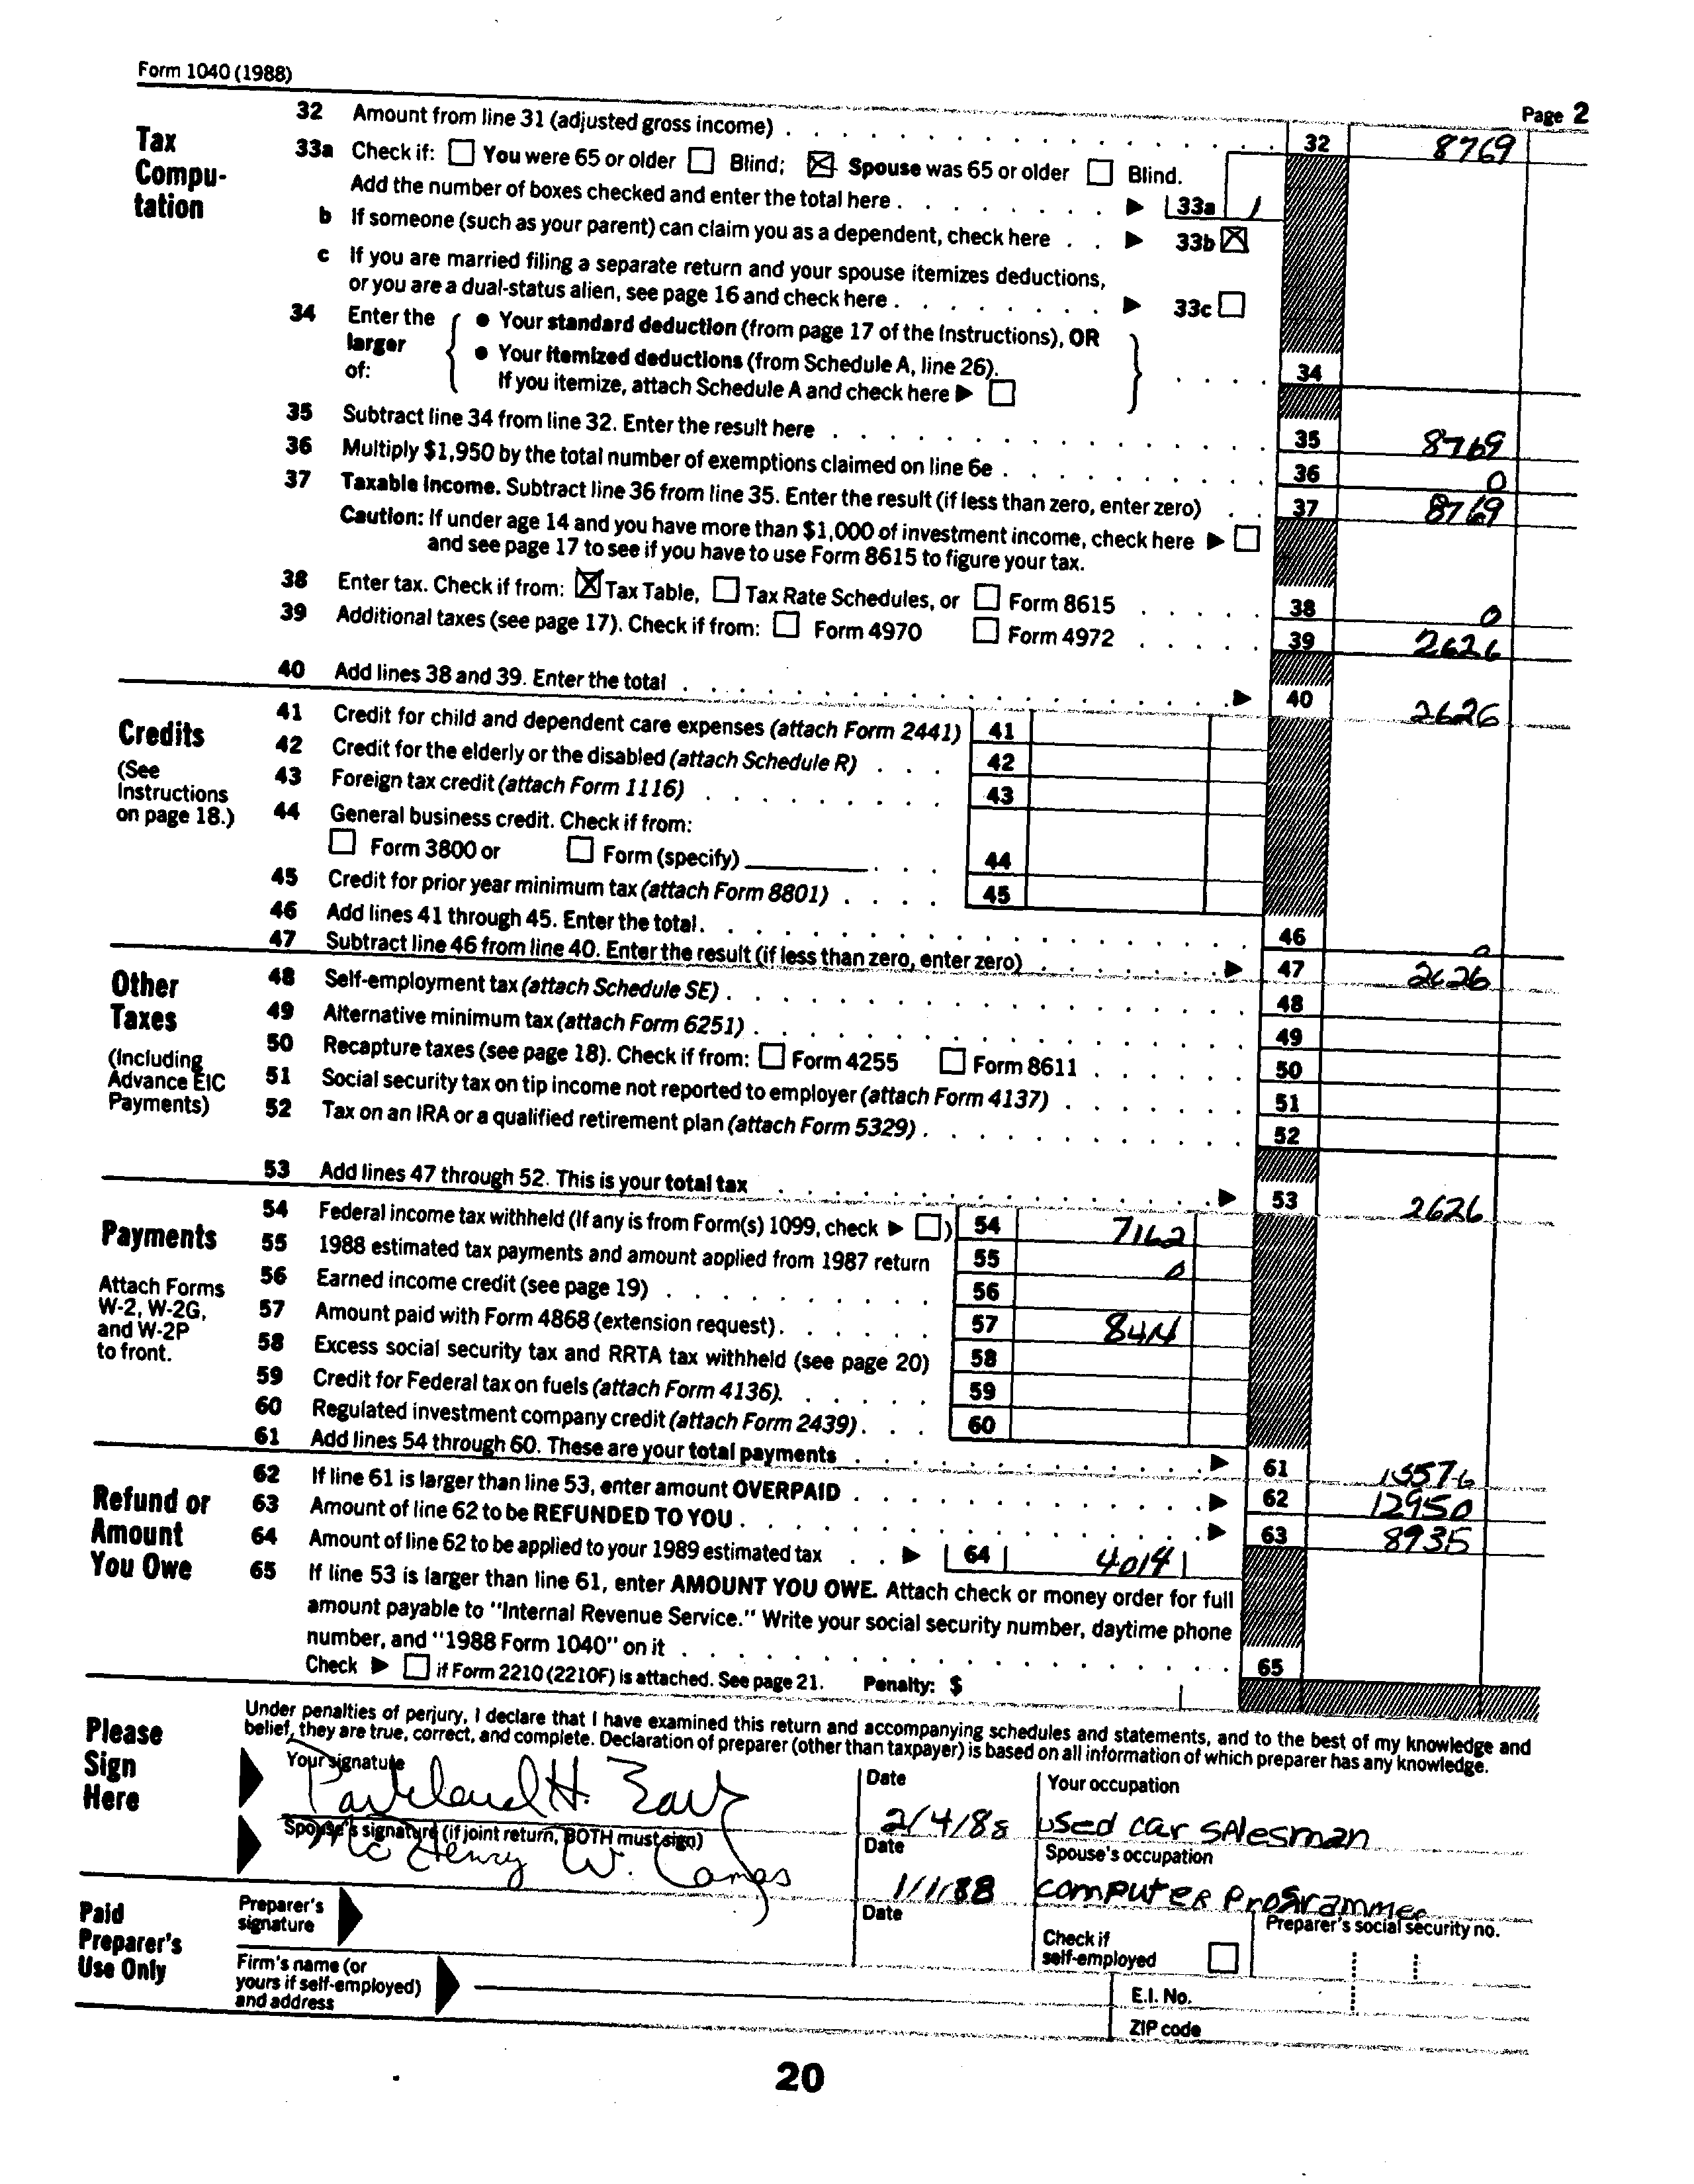 Form 1040 (1988)
Page 2
Tax Compu-tation
32 Amount from line 31 (adjusted gross income) . . . . 32 8769
33a Check if: ☐ You were 65 or older ☐ Blind; ☒ Spouse was 65 or older ☐ Blind.
Add the number of boxes checked and enter the total here . . . . ▶ 33a 1
b If someone (such as your parent) can claim you as a dependent, check here . . ▶ 33b ☒
c If you are married filing a separate return and your spouse itemizes deductions,
or you are a dual-status alien, see page 16 and check here . . . . ▶ 33c ☐
34 Enter the larger of: { • Your standard deduction (from page 17 of the Instructions), OR
• Your itemized deductions (from Schedule A, line 26).
If you itemize, attach Schedule A and check here ▶ ☐ } . . . . 34
35 Subtract line 34 from line 32. Enter the result here . . . . 35 8769
36 Multiply $1,950 by the total number of exemptions claimed on line 6e . . . . 36 0
37 Taxable income. Subtract line 36 from line 35. Enter the result (if less than zero, enter zero) . . 37 8769
Caution: If under age 14 and you have more than $1,000 of investment income, check here ▶ ☐
and see page 17 to see if you have to use Form 8615 to figure your tax.
38 Enter tax. Check if from: ☒ Tax Table, ☐ Tax Rate Schedules, or ☐ Form 8615 . . . . 38 0
39 Additional taxes (see page 17). Check if from: ☐ Form 4970 ☐ Form 4972 . . . . 39 2626
40 Add lines 38 and 39. Enter the total . . . . ▶ 40 2626
Credits
(See Instructions on page 18.)
41 Credit for child and dependent care expenses (attach Form 2441) 41
42 Credit for the elderly or the disabled (attach Schedule R) . . . 42
43 Foreign tax credit (attach Form 1116) . . . . 43
44 General business credit. Check if from:
☐ Form 3800 or ☐ Form (specify) ________ . . . 44
45 Credit for prior year minimum tax (attach Form 8801) . . . . 45
46 Add lines 41 through 45. Enter the total. . . . . 46 0
47 Subtract line 46 from line 40. Enter the result (if less than zero, enter zero) . . . . ▶ 47 2626
Other Taxes
(Including Advance EIC Payments)
48 Self-employment tax (attach Schedule SE) . . . . 48
49 Alternative minimum tax (attach Form 6251) . . . . 49
50 Recapture taxes (see page 18). Check if from: ☐ Form 4255 ☐ Form 8611 . . . . 50
51 Social security tax on tip income not reported to employer (attach Form 4137) . . . . 51
52 Tax on an IRA or a qualified retirement plan (attach Form 5329) . . . . 52
53 Add lines 47 through 52. This is your total tax . . . . ▶ 53 2626
Payments
Attach Forms W-2, W-2G, and W-2P to front.
54 Federal income tax withheld (If any is from Form(s) 1099, check ▶ ☐) 54 7162
55 1988 estimated tax payments and amount applied from 1987 return 55 0
56 Earned income credit (see page 19) . . . . 56
57 Amount paid with Form 4868 (extension request) . . . . 57 8414
58 Excess social security tax and RRTA tax withheld (see page 20) 58
59 Credit for Federal tax on fuels (attach Form 4136). . . . . 59
60 Regulated investment company credit (attach Form 2439) . . . 60
61 Add lines 54 through 60. These are your total payments . . . . ▶ 61 15576
Refund or Amount You Owe
62 If line 61 is larger than line 53, enter amount OVERPAID . . . . ▶ 62 12950
63 Amount of line 62 to be REFUNDED TO YOU . . . . ▶ 63 8935
64 Amount of line 62 to be applied to your 1989 estimated tax . . ▶ 64 4014
65 If line 53 is larger than line 61, enter AMOUNT YOU OWE. Attach check or money order for full
amount payable to "Internal Revenue Service." Write your social security number, daytime phone
number, and "1988 Form 1040" on it . . . . 65
Check ▶ ☐ if Form 2210 (2210F) is attached. See page 21. Penalty: $
Please Sign Here
Under penalties of perjury, I declare that I have examined this return and accompanying schedules and statements, and to the best of my knowledge and
belief, they are true, correct, and complete. Declaration of preparer (other than taxpayer) is based on all information of which preparer has any knowledge.
Your signature
Date 2/4/88
Your occupation
used car salesman
Spouse's signature (if joint return, BOTH must sign)
Mc Henry W.
Date 1/1/88
Spouse's occupation
computer programmer
Paid Preparer's Use Only
Preparer's signature
Date
Check if self-employed ☐
Preparer's social security no.
Firm's name (or yours if self-employed) and address
E.I. No.
ZIP code
20